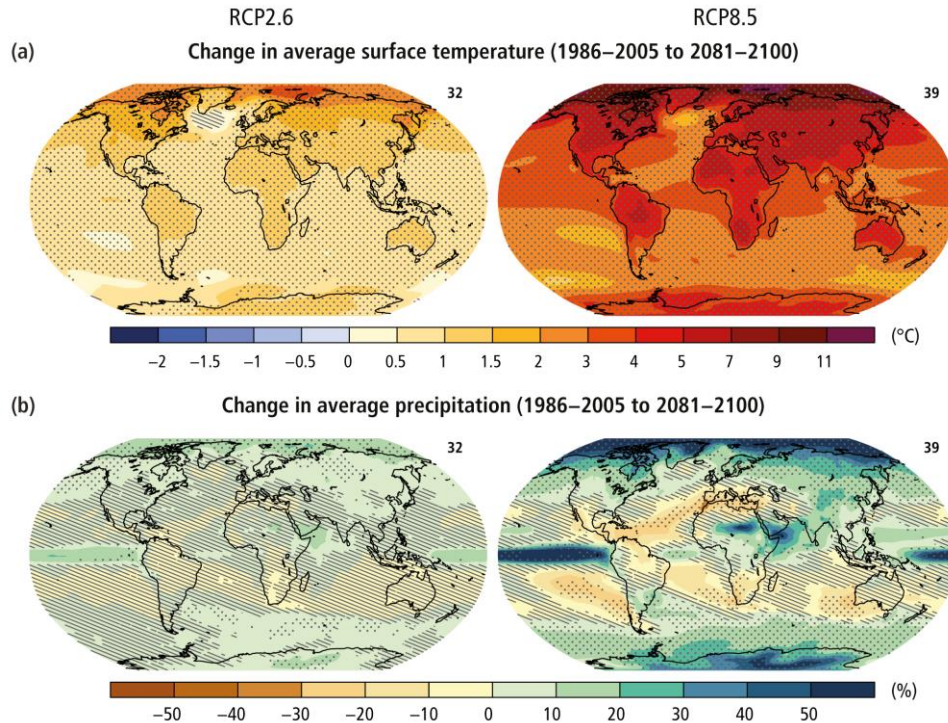 RCP2.6 RCP8.5
(a) Change in average surface temperature (1986–2005 to 2081–2100)
32 39
(°C)
−2 −1.5 −1 −0.5 0 0.5 1 1.5 2 3 4 5 7 9 11
(b) Change in average precipitation (1986–2005 to 2081–2100)
32 39
(%)
−50 −40 −30 −20 −10 0 10 20 30 40 50